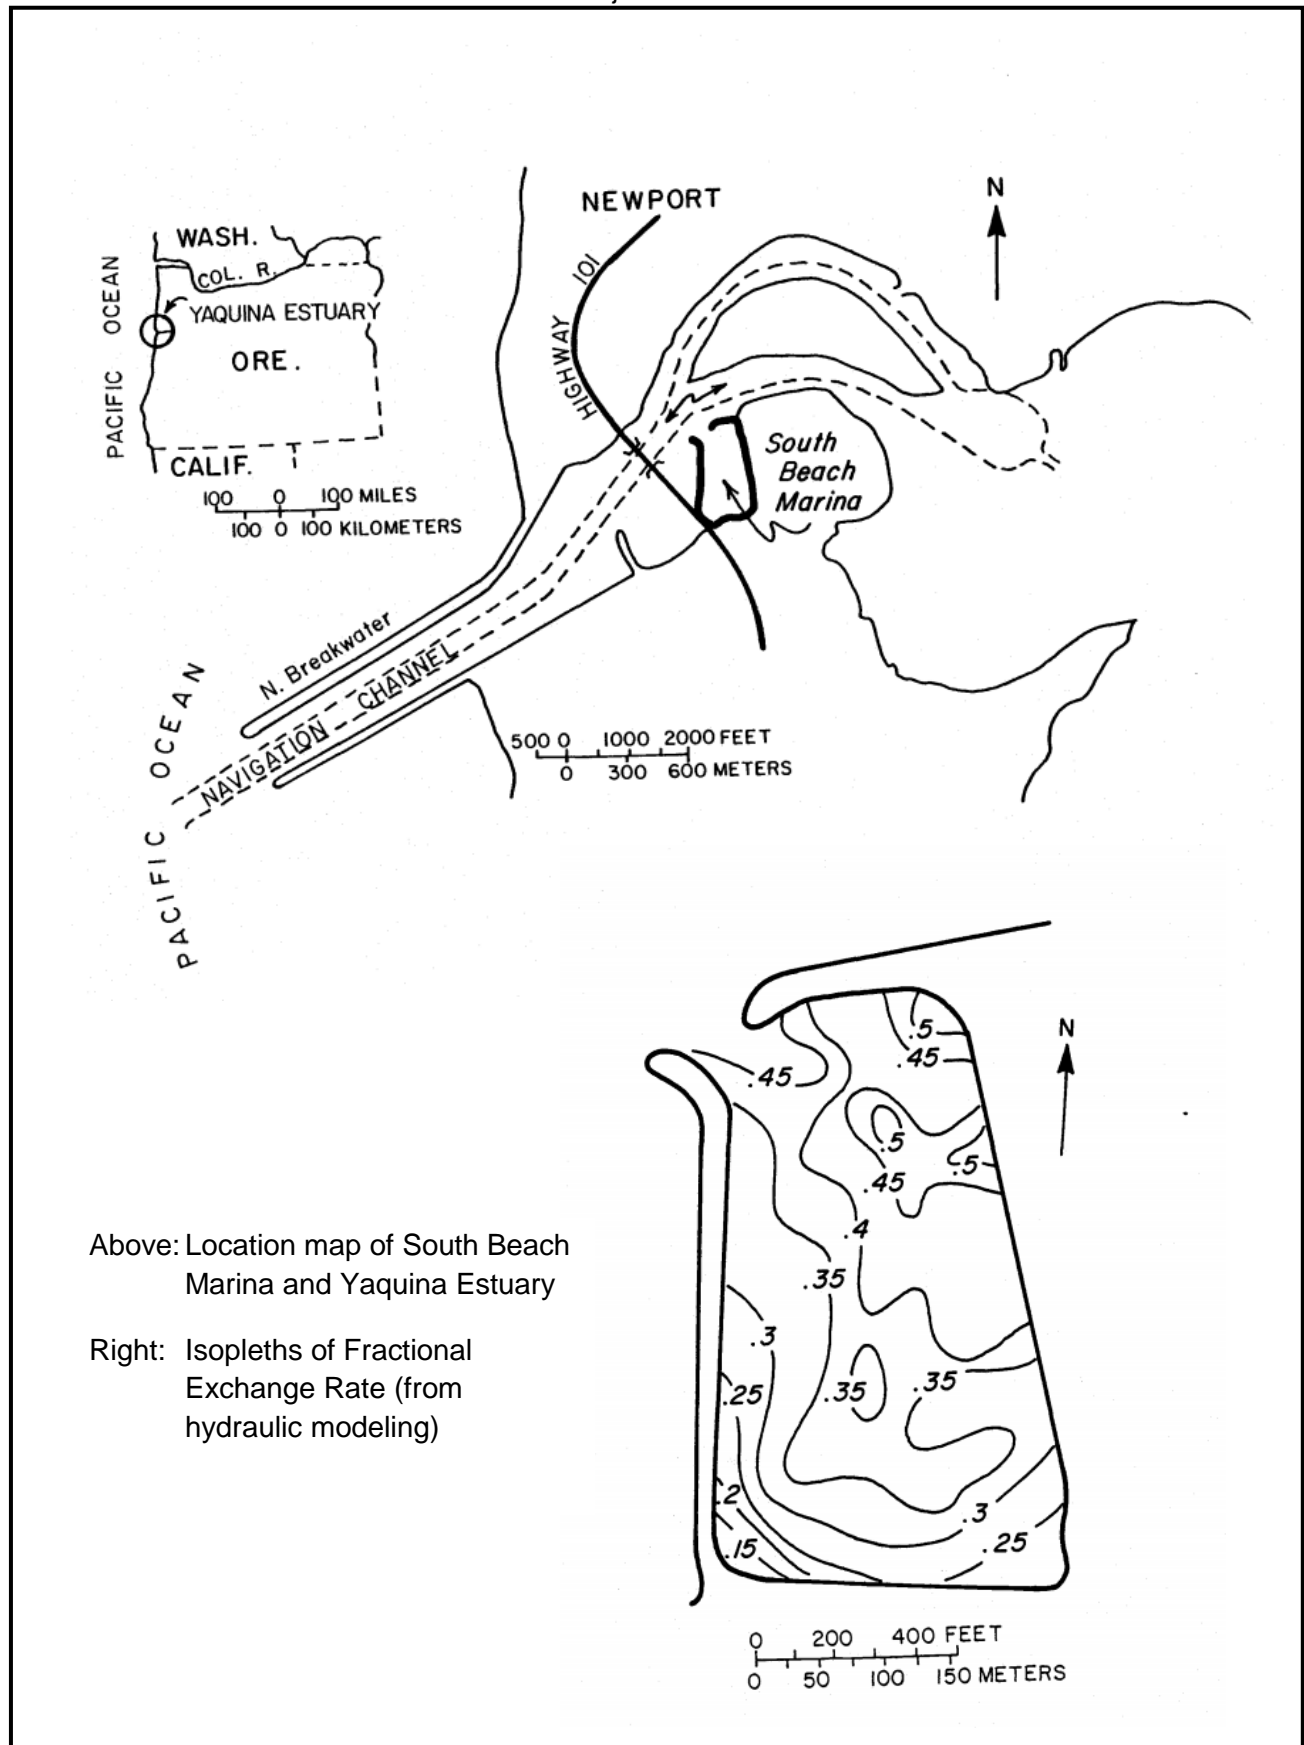 NEWPORT
N
WASH.
COL. R.
YAQUINA ESTUARY
PACIFIC OCEAN
ORE.
CALIF.
100 0 100 MILES
100 0 100 KILOMETERS
101
HIGHWAY
South
Beach
Marina
N. Breakwater
NAVIGATION CHANNEL
PACIFIC OCEAN
500 0 1000 2000 FEET
0 300 600 METERS
N
.5
.45
.45
.5
.5
.45
.4
.35
.3
.25
.35
.35
.2
.3
.15
.25
Above: Location map of South Beach
Marina and Yaquina Estuary
Right: Isopleths of Fractional
Exchange Rate (from
hydraulic modeling)
0 200 400 FEET
0 50 100 150 METERS